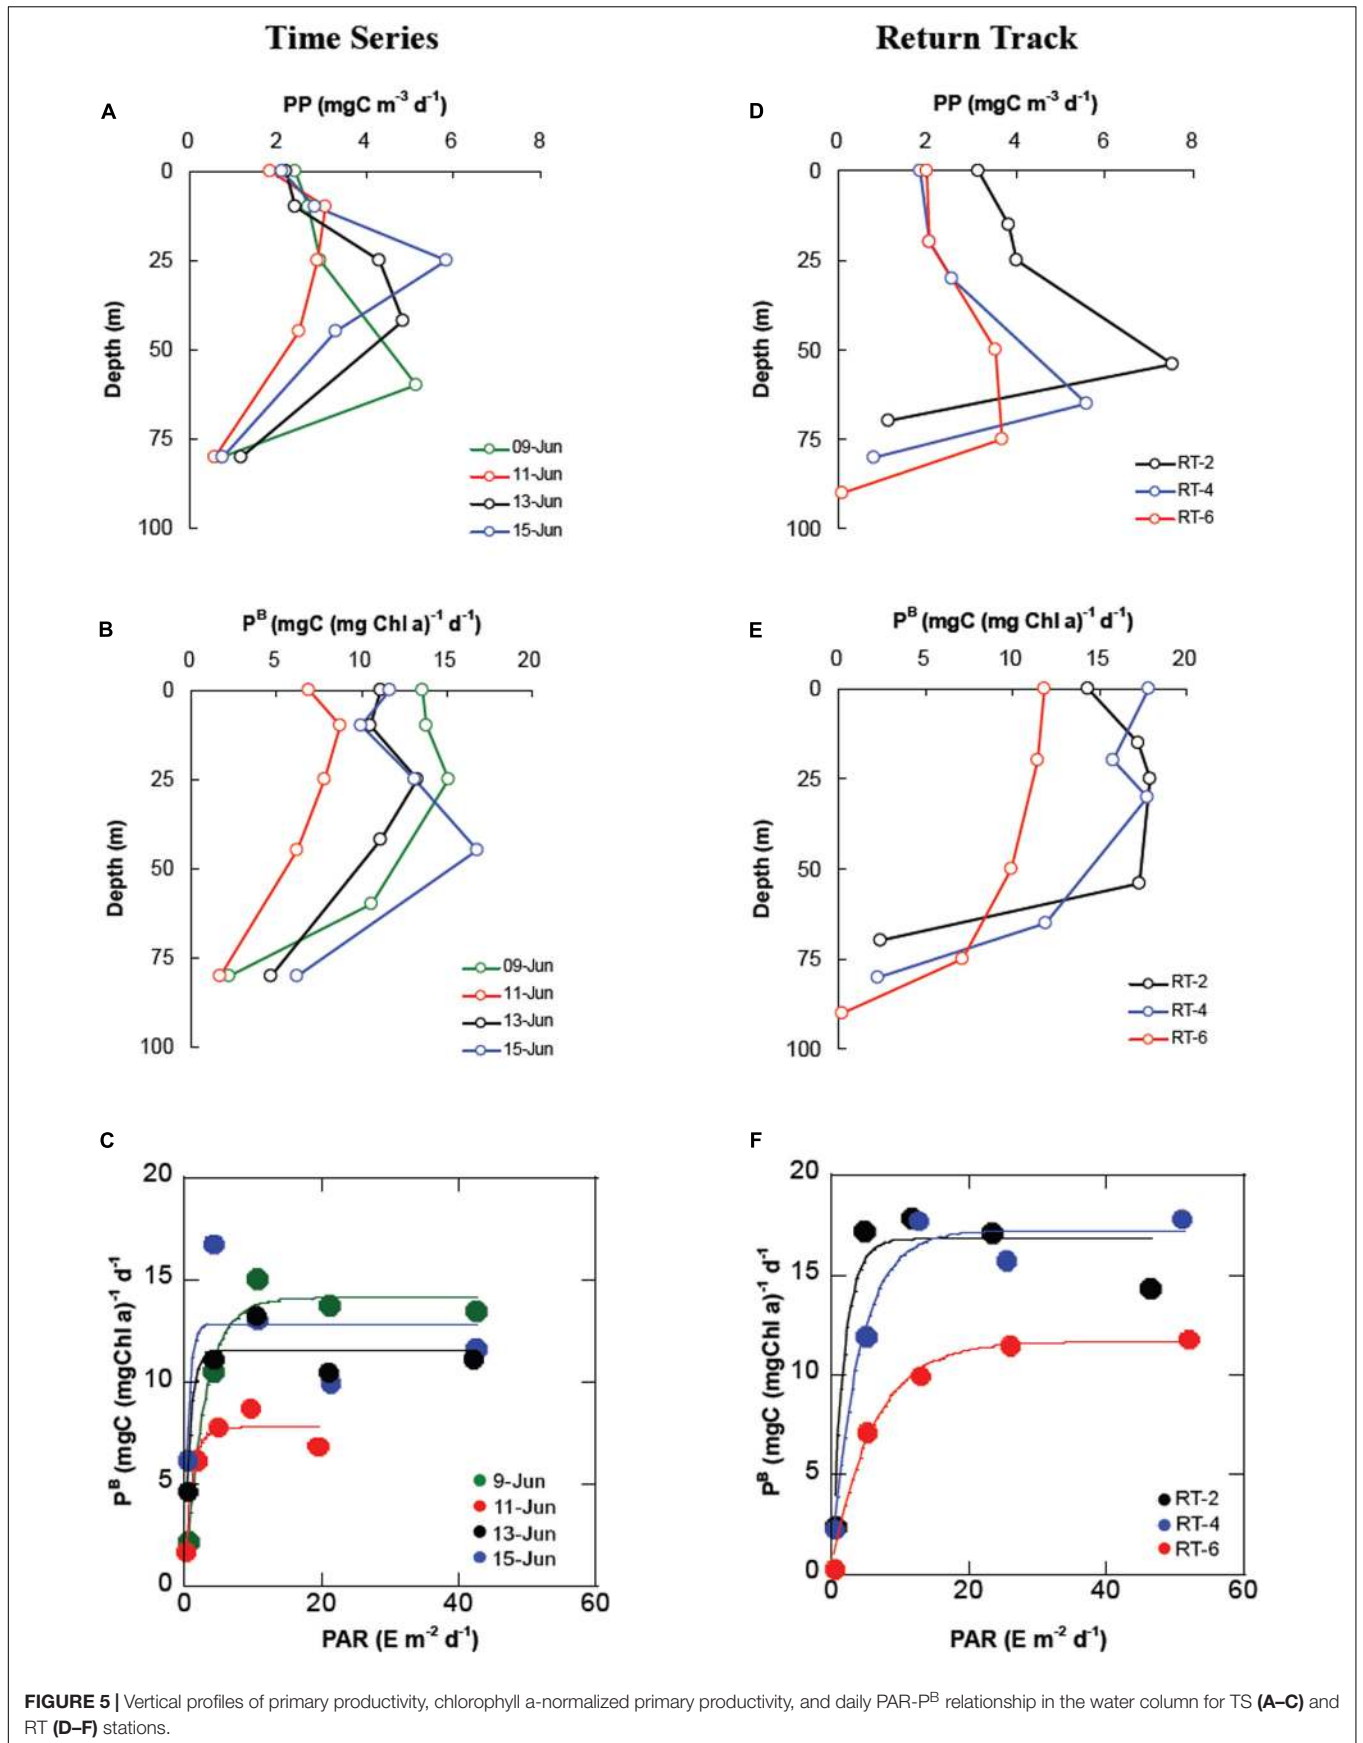 Time Series
Return Track
A
PP (mgC m⁻³ d⁻¹)
0 2 4 6 8
0
25
50
75
100
Depth (m)
09-Jun
11-Jun
13-Jun
15-Jun
D
PP (mgC m⁻³ d⁻¹)
0 2 4 6 8
0
25
50
75
100
Depth (m)
RT-2
RT-4
RT-6
B
Pᴮ (mgC (mg Chl a)⁻¹ d⁻¹)
0 5 10 15 20
0
25
50
75
100
Depth (m)
09-Jun
11-Jun
13-Jun
15-Jun
E
Pᴮ (mgC (mg Chl a)⁻¹ d⁻¹)
0 5 10 15 20
0
25
50
75
100
Depth (m)
RT-2
RT-4
RT-6
C
20
15
10
5
0
Pᴮ (mgC (mgChl a)⁻¹ d⁻¹
9-Jun
11-Jun
13-Jun
15-Jun
0 20 40 60
PAR (E m⁻² d⁻¹)
F
20
15
10
5
0
Pᴮ (mgC (mgChl a)⁻¹ d⁻¹
RT-2
RT-4
RT-6
0 20 40 60
PAR (E m⁻² d⁻¹)
FIGURE 5 | Vertical profiles of primary productivity, chlorophyll a-normalized primary productivity, and daily PAR-Pᴮ relationship in the water column for TS (A–C) and
RT (D–F) stations.